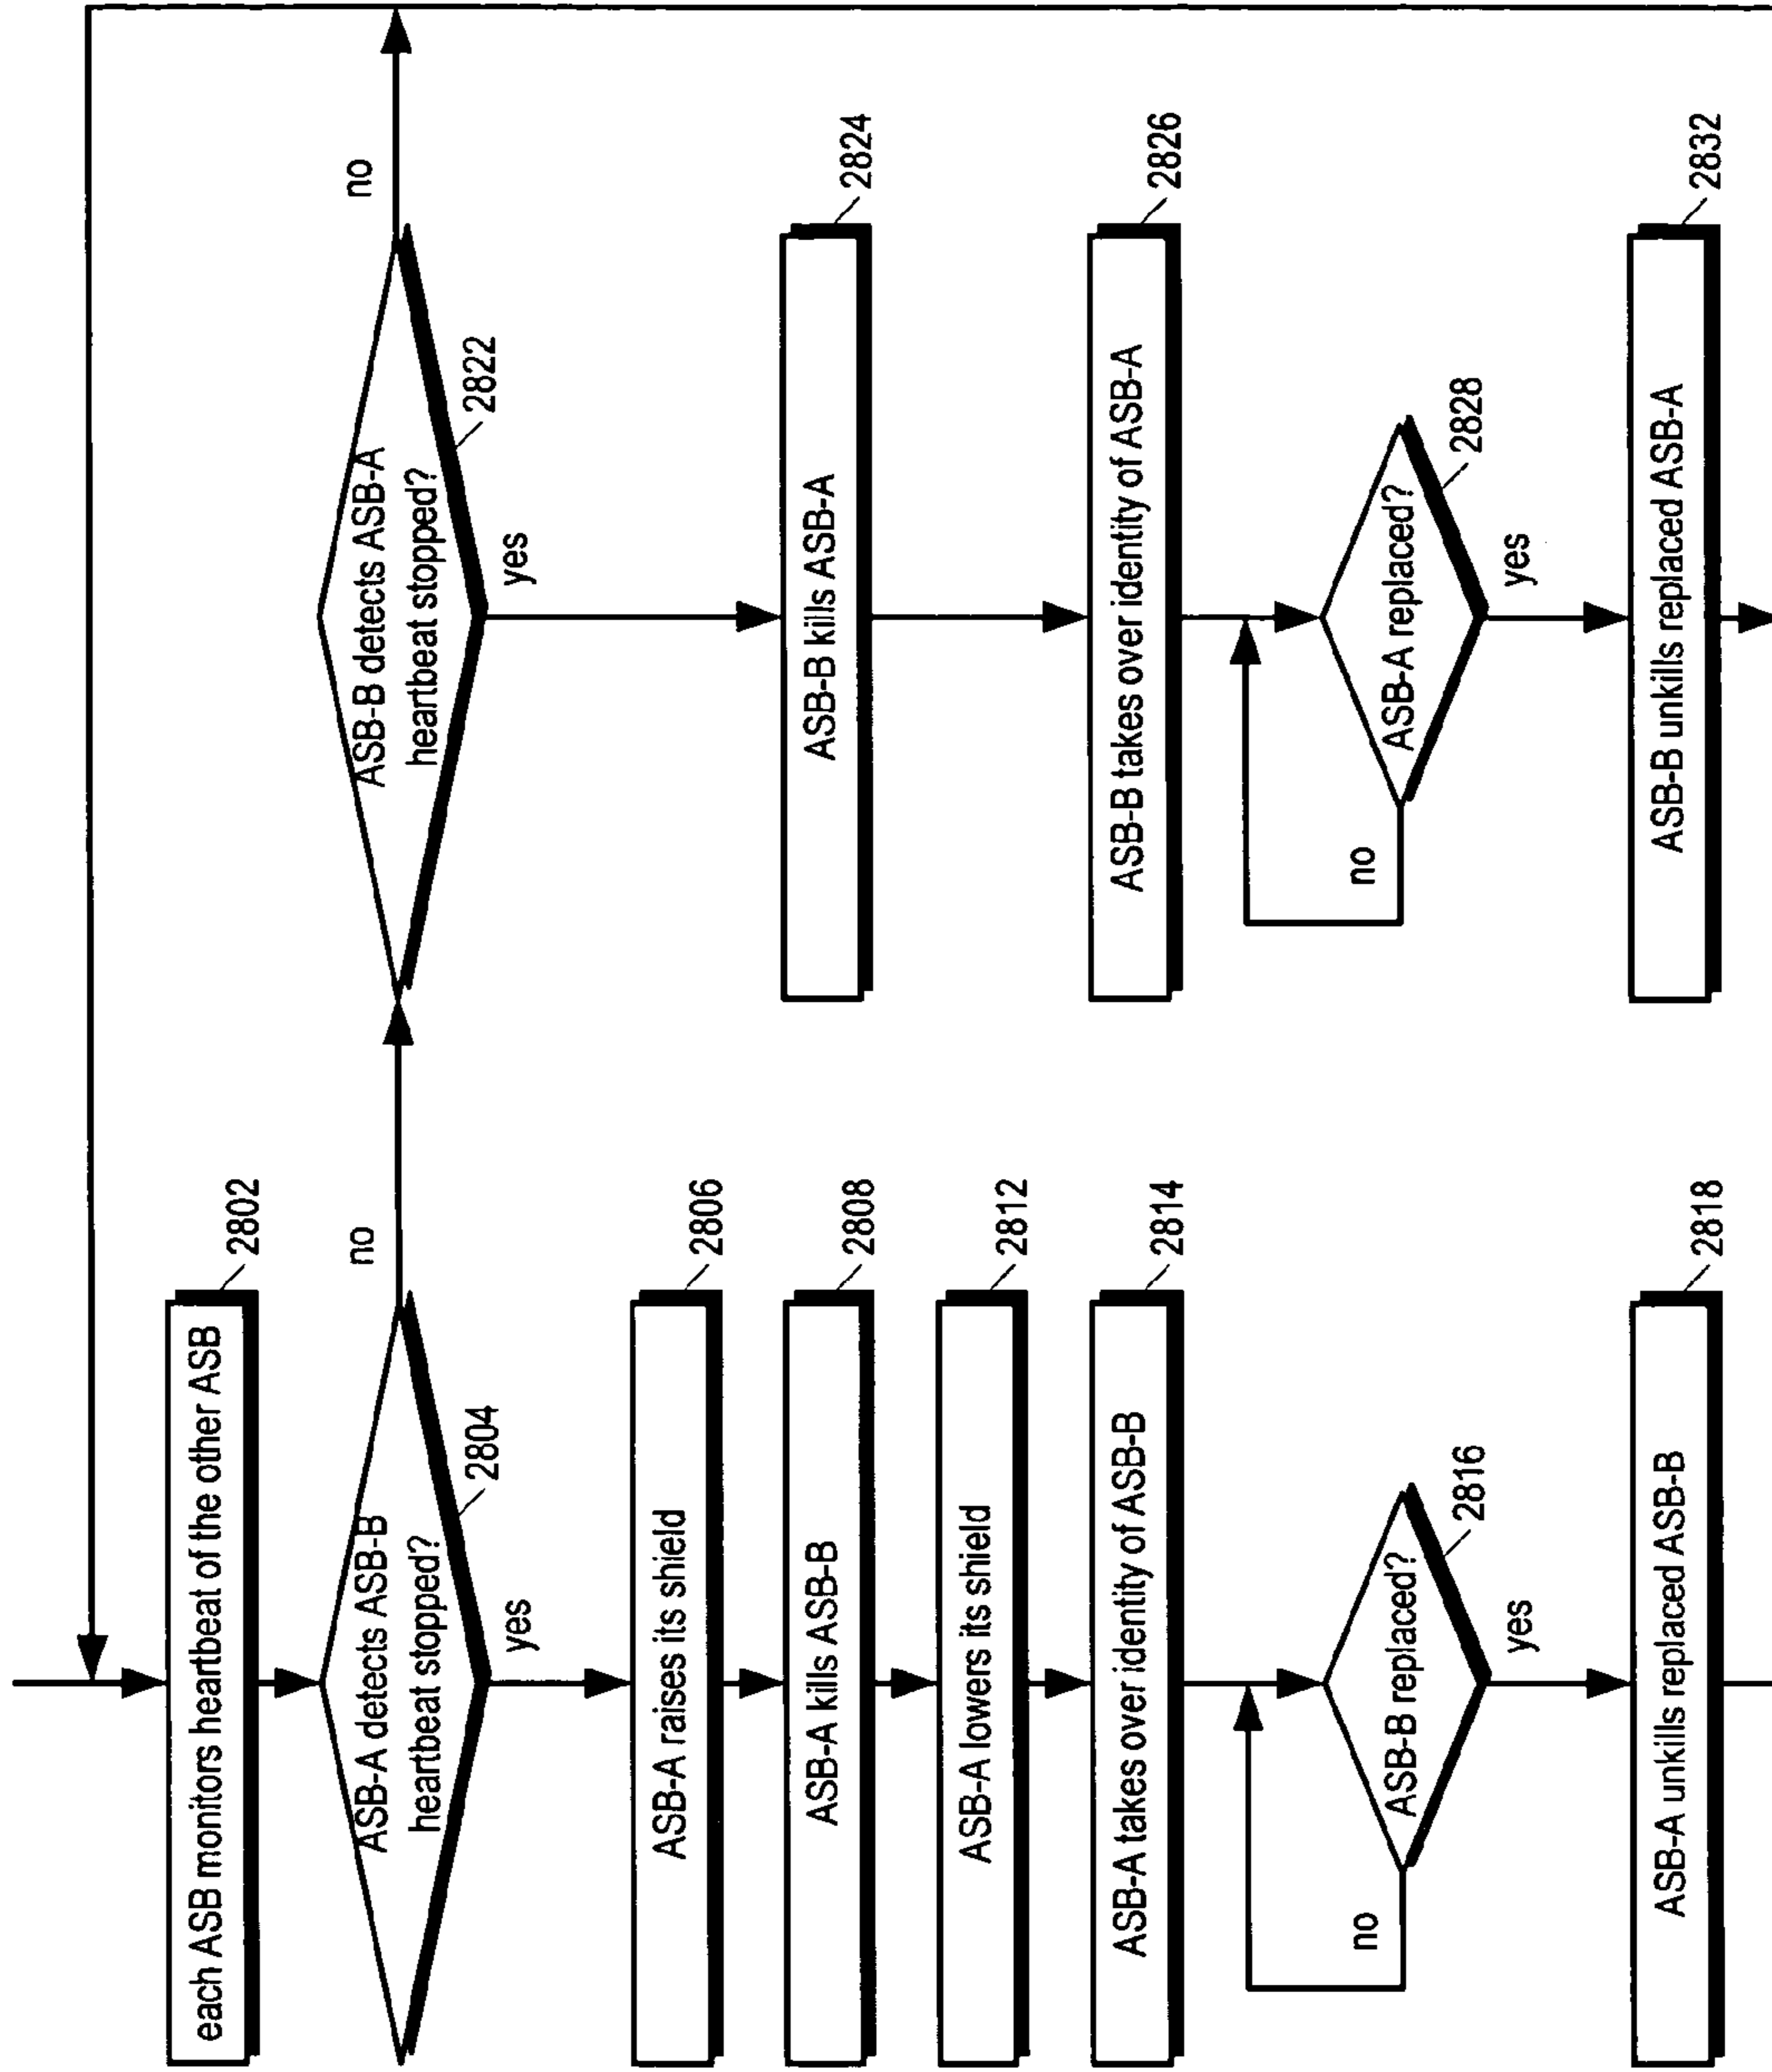 each ASB monitors heartbeat of the other ASB
2802
ASB-A detects ASB-B
heartbeat stopped?
2804
no
yes
ASB-A raises its shield
2806
ASB-A kills ASB-B
2808
ASB-A lowers its shield
2812
ASB-A takes over identity of ASB-B
2814
ASB-B replaced?
2816
no
yes
ASB-A unkills replaced ASB-B
2818
ASB-B detects ASB-A
heartbeat stopped?
2822
no
yes
ASB-B kills ASB-A
2824
ASB-B takes over identity of ASB-A
2826
ASB-A replaced?
2828
no
yes
ASB-B unkills replaced ASB-A
2832